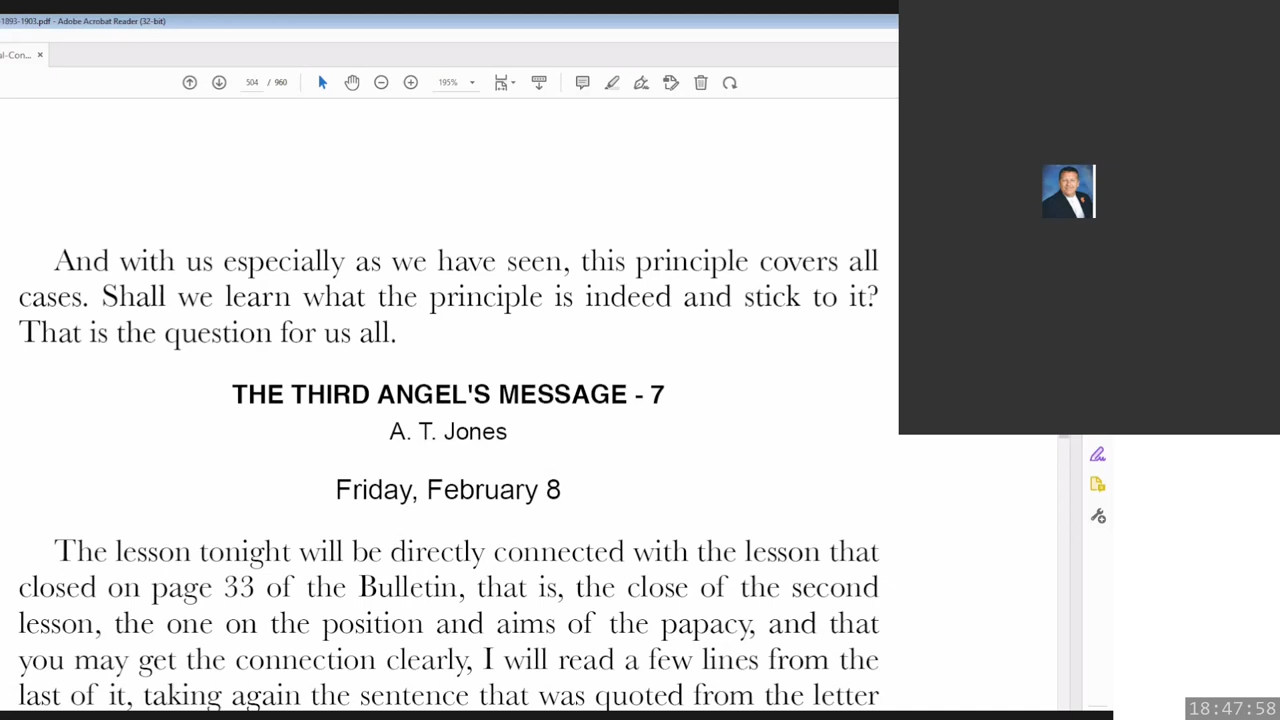 1893-1903.pdf - Adobe Acrobat Reader (32-bit)
al-Con... ×
504 / 960 195%
And with us especially as we have seen, this principle covers all
cases. Shall we learn what the principle is indeed and stick to it?
That is the question for us all.
THE THIRD ANGEL'S MESSAGE - 7
A. T. Jones
Friday, February 8
The lesson tonight will be directly connected with the lesson that
closed on page 33 of the Bulletin, that is, the close of the second
lesson, the one on the position and aims of the papacy, and that
you may get the connection clearly, I will read a few lines from the
last of it, taking again the sentence that was quoted from the letter
18:47:58